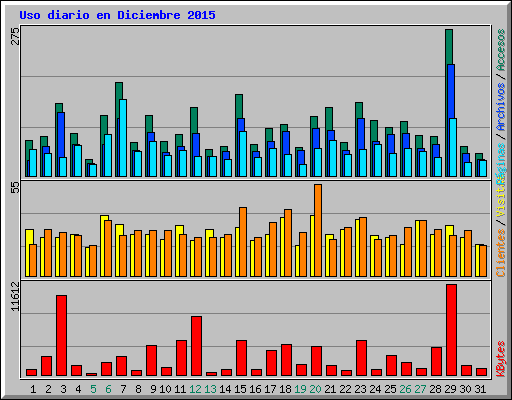 Uso diario en Diciembre 2015
275
55
11612
Accesos / Archivos / Páginas
Visitas / Clientes
KBytes
1 2 3 4 5 6 7 8 9 10 11 12 13 14 15 16 17 18 19 20 21 22 23 24 25 26 27 28 29 30 31